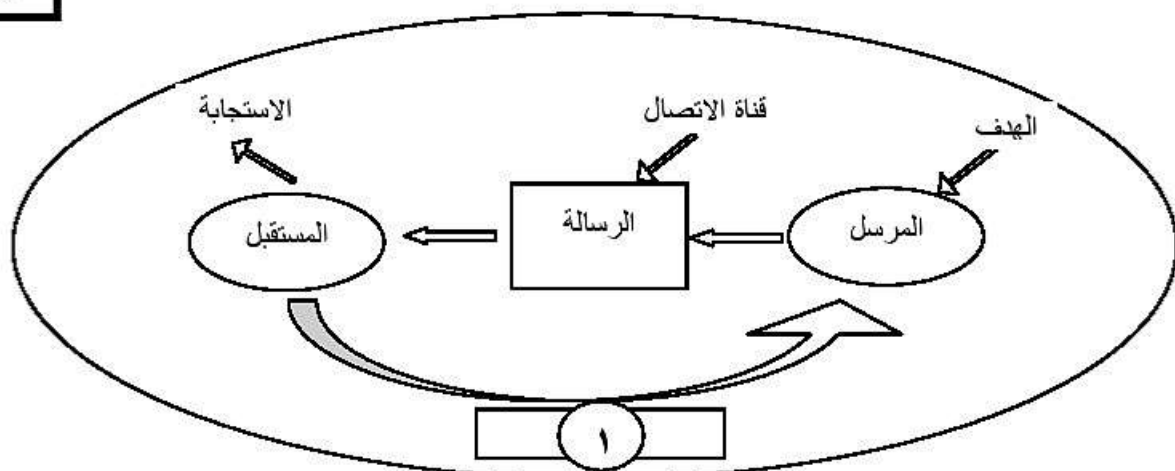 الهدف
قناة الاتصال
الاستجابة
المرسل
الرسالة
المستقبل
١